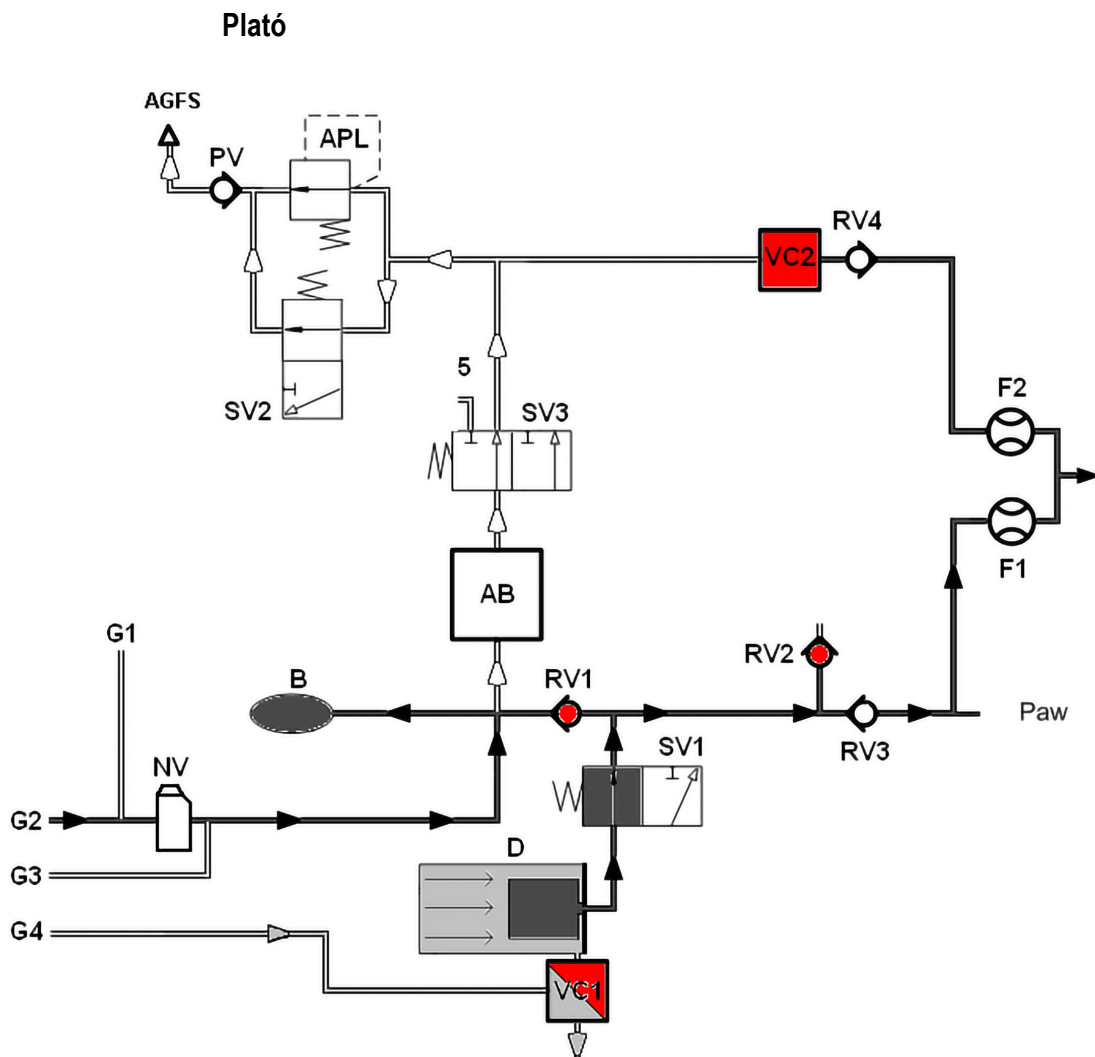 Plató
AGFS
PV
APL
RV4
VC2
5
SV2
SV3
F2
F1
AB
G1
B
RV1
RV2
Paw
NV
SV1
RV3
G2
D
G3
G4
VC1